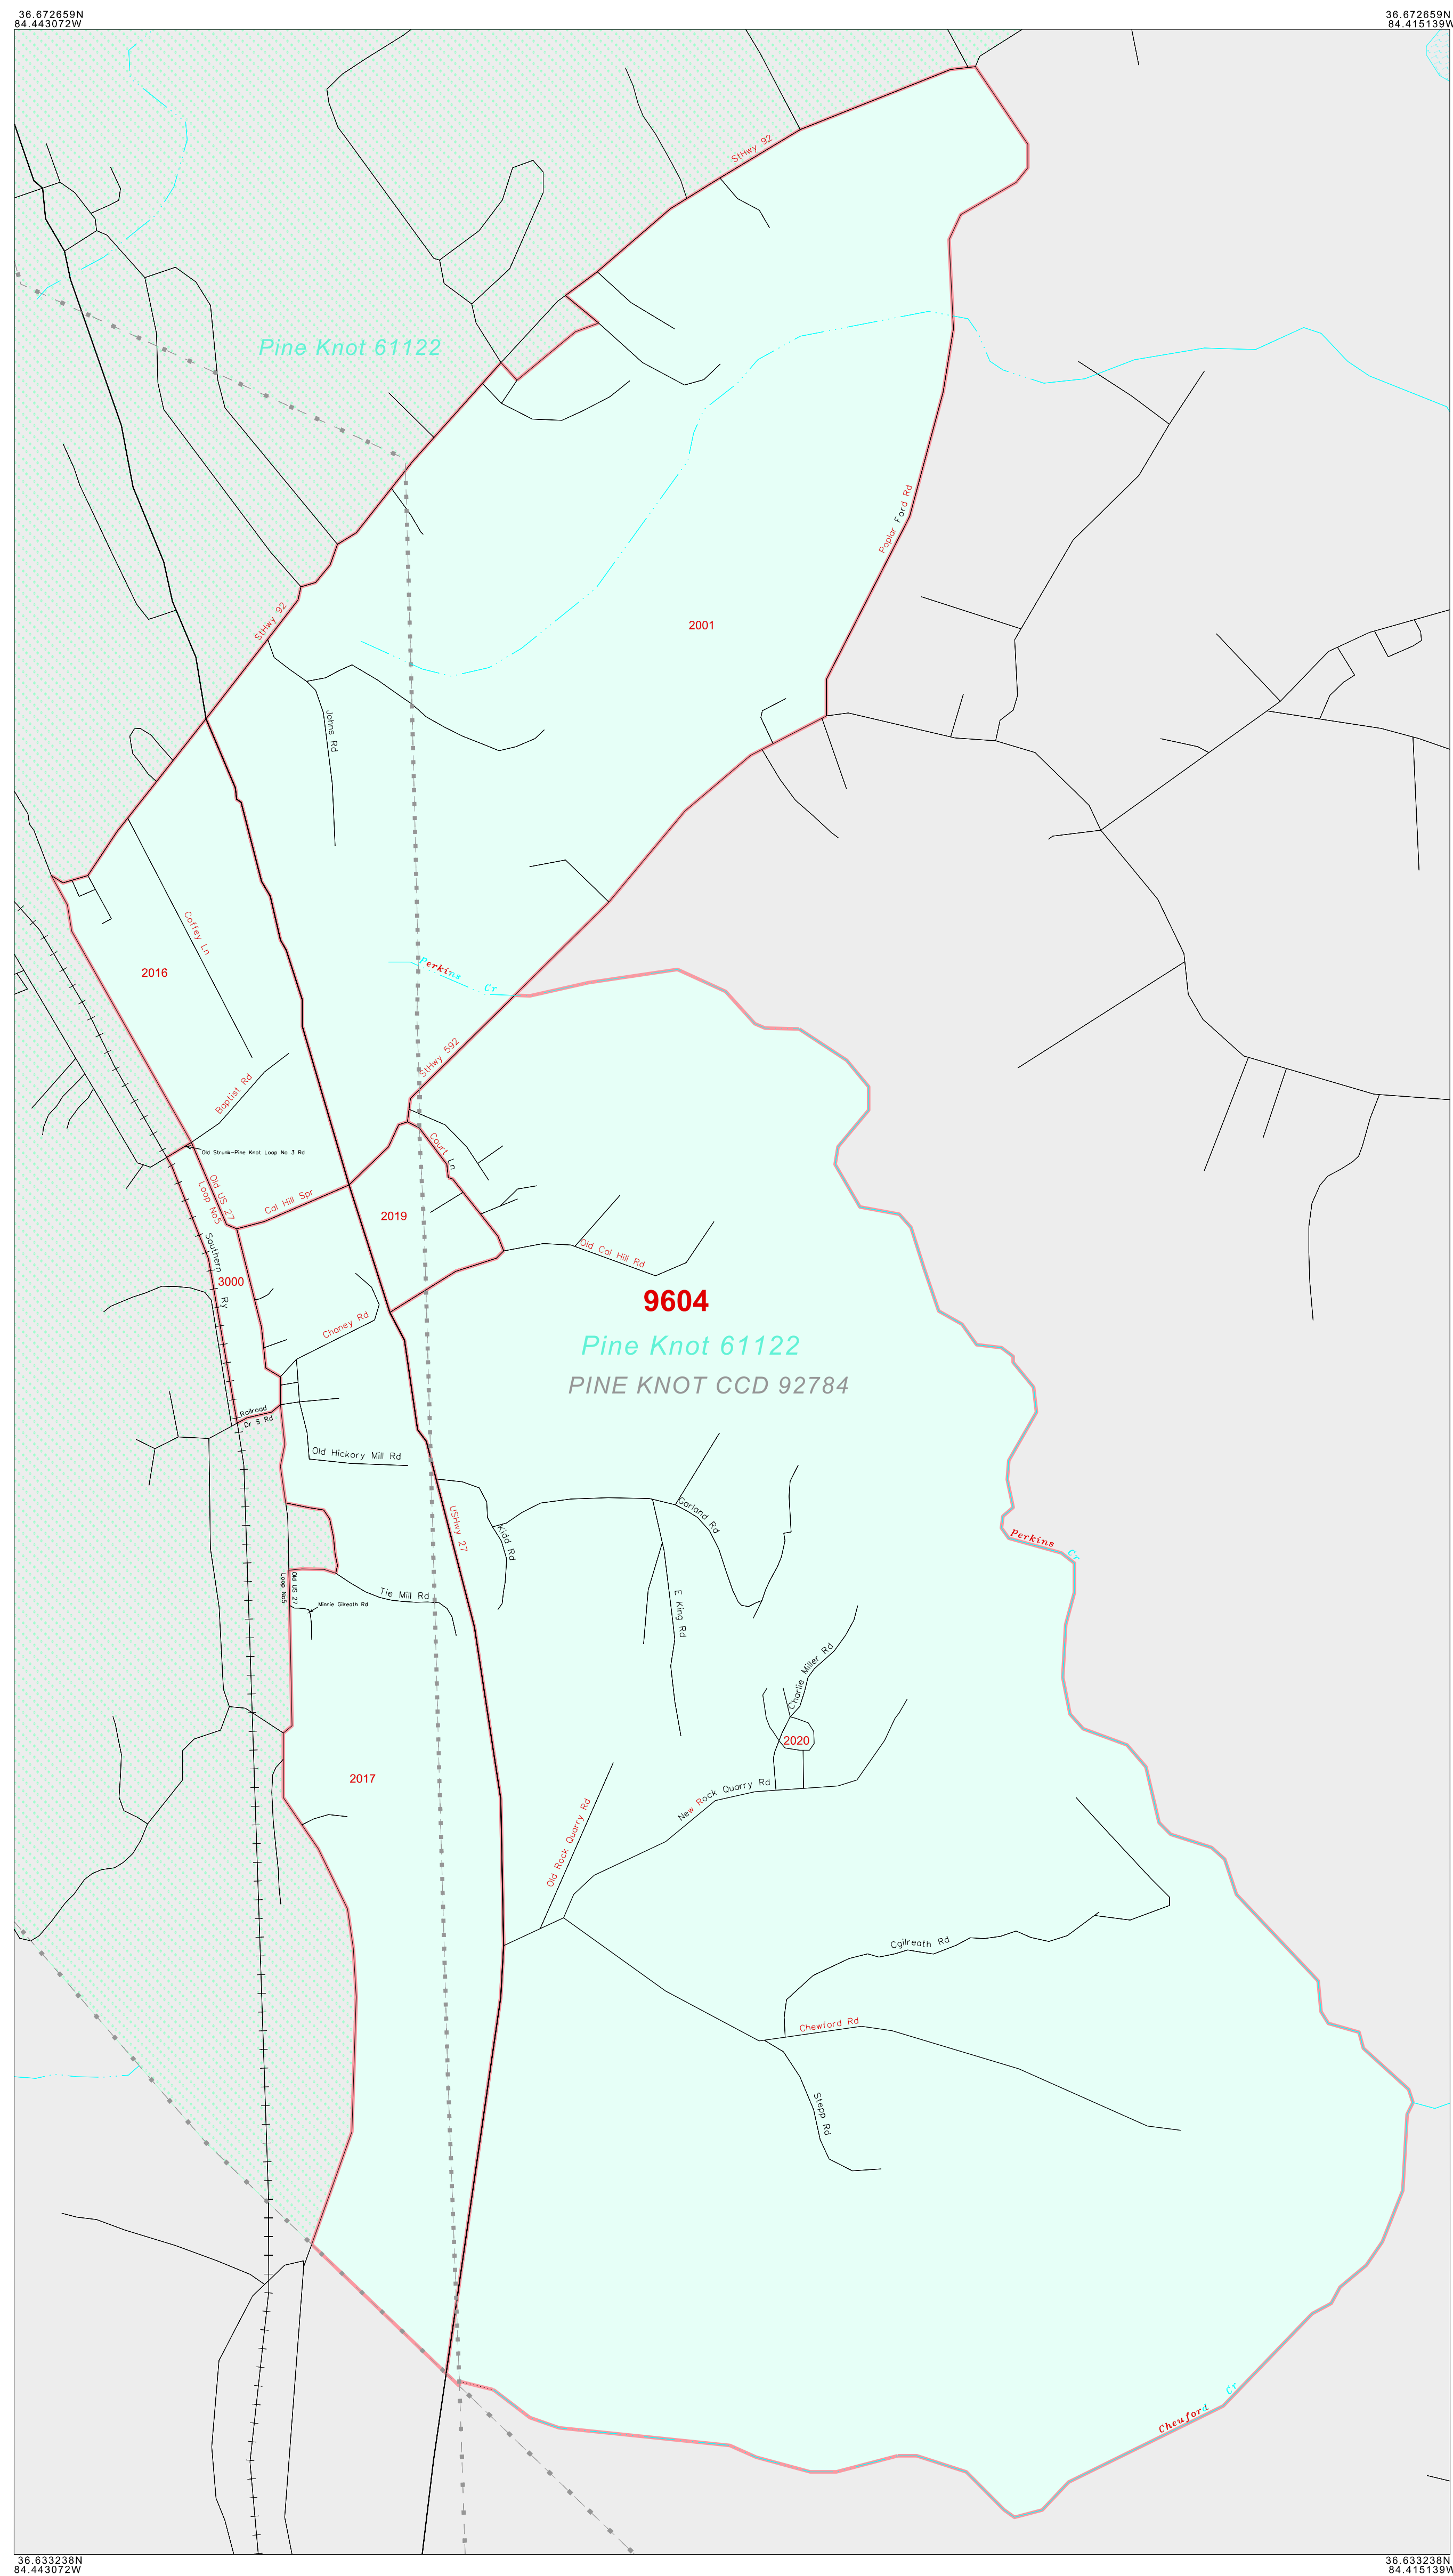 36.672659N
84.443072W
36.672659N
84.415139W
StHwy 92
Pine Knot 61122
Poplar Ford Rd
StHwy 92
2001
Johns Rd
Coffey Ln
2016
Perkins Cr
StHwy 592
Baptist Rd
Old Strunk-Pine Knot Loop No 3 Rd
Court Ln
Old US 27
Loop No5
Cal Hill Spr
2019
Southern Ry
Old Cal Hill Rd
3000
9604
Chaney Rd
Pine Knot 61122
PINE KNOT CCD 92784
Railroad
Dr S Rd
Old Hickory Mill Rd
USHwy 27
Kidd Rd
Garland Rd
Perkins Cr
Old US 27
Loop No5
Tie Mill Rd
Minnie Gilreath Rd
E King Rd
Charlie Miller Rd
2020
2017
New Rock Quarry Rd
Old Rock Quarry Rd
Cgilreath Rd
Chewford Rd
Stepp Rd
Cheuford Cr
36.633238N
84.443072W
36.633238N
84.415139W